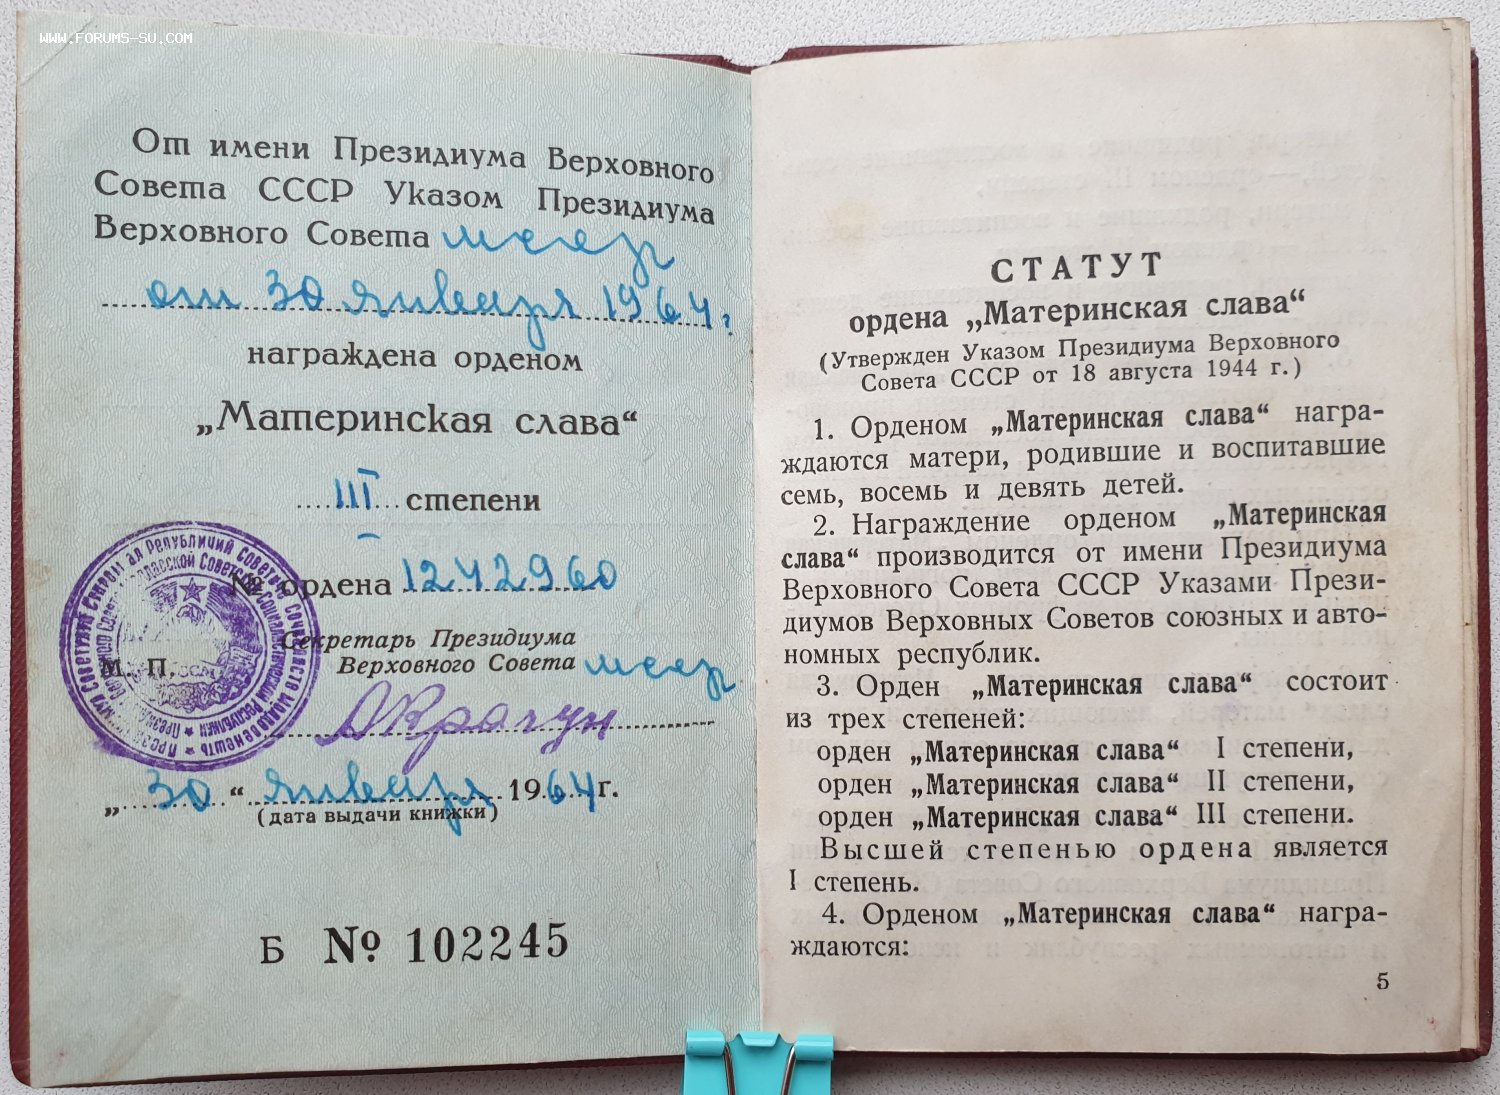 WWW.FORUMS-SU.COM
От имени Президиума Верховного
Совета СССР Указом Президиума
Верховного Совета мсср
от 30 января 1964 г.
награждена орденом
„Материнская слава“
III степени
№ ордена 1242960
Секретарь Президиума
Верховного Совета мсср
М. П.
„30“ января 1964 г.
(дата выдачи книжки)
Б № 102245
СТАТУТ
ордена „Материнская слава“
(Утвержден Указом Президиума Верховного
Совета СССР от 18 августа 1944 г.)
1. Орденом „Материнская слава“ награ-
ждаются матери, родившие и воспитавшие
семь, восемь и девять детей.
2. Награждение орденом „Материнская
слава“ производится от имени Президиума
Верховного Совета СССР Указами Прези-
диумов Верховных Советов союзных и авто-
номных республик.
3. Орден „Материнская слава“ состоит
из трех степеней:
орден „Материнская слава“ I степени,
орден „Материнская слава“ II степени,
орден „Материнская слава“ III степени.
Высшей степенью ордена является
I степень.
4. Орденом „Материнская слава“ награ-
ждаются:
5